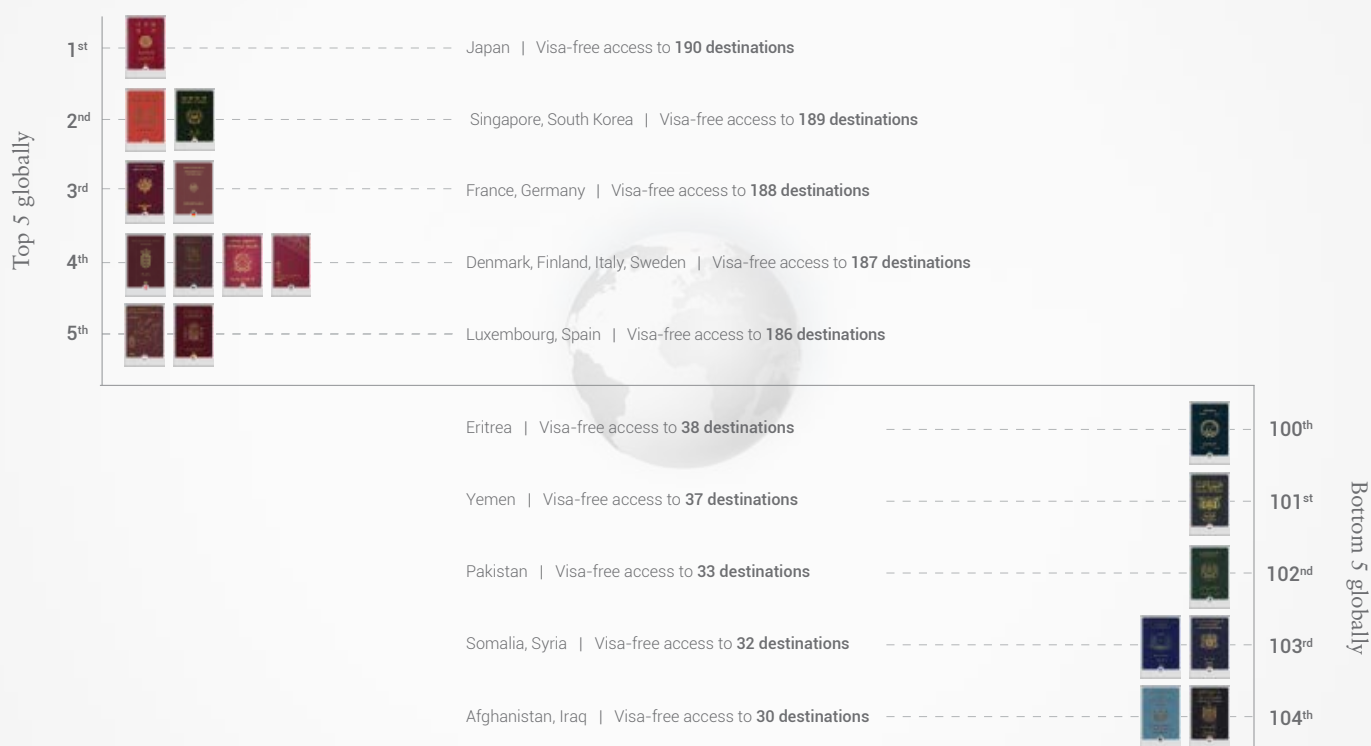 Top 5 globally
1st Japan | Visa-free access to 190 destinations
2nd Singapore, South Korea | Visa-free access to 189 destinations
3rd France, Germany | Visa-free access to 188 destinations
4th Denmark, Finland, Italy, Sweden | Visa-free access to 187 destinations
5th Luxembourg, Spain | Visa-free access to 186 destinations
Eritrea | Visa-free access to 38 destinations 100th
Yemen | Visa-free access to 37 destinations 101st
Pakistan | Visa-free access to 33 destinations 102nd
Somalia, Syria | Visa-free access to 32 destinations 103rd
Afghanistan, Iraq | Visa-free access to 30 destinations 104th
Bottom 5 globally